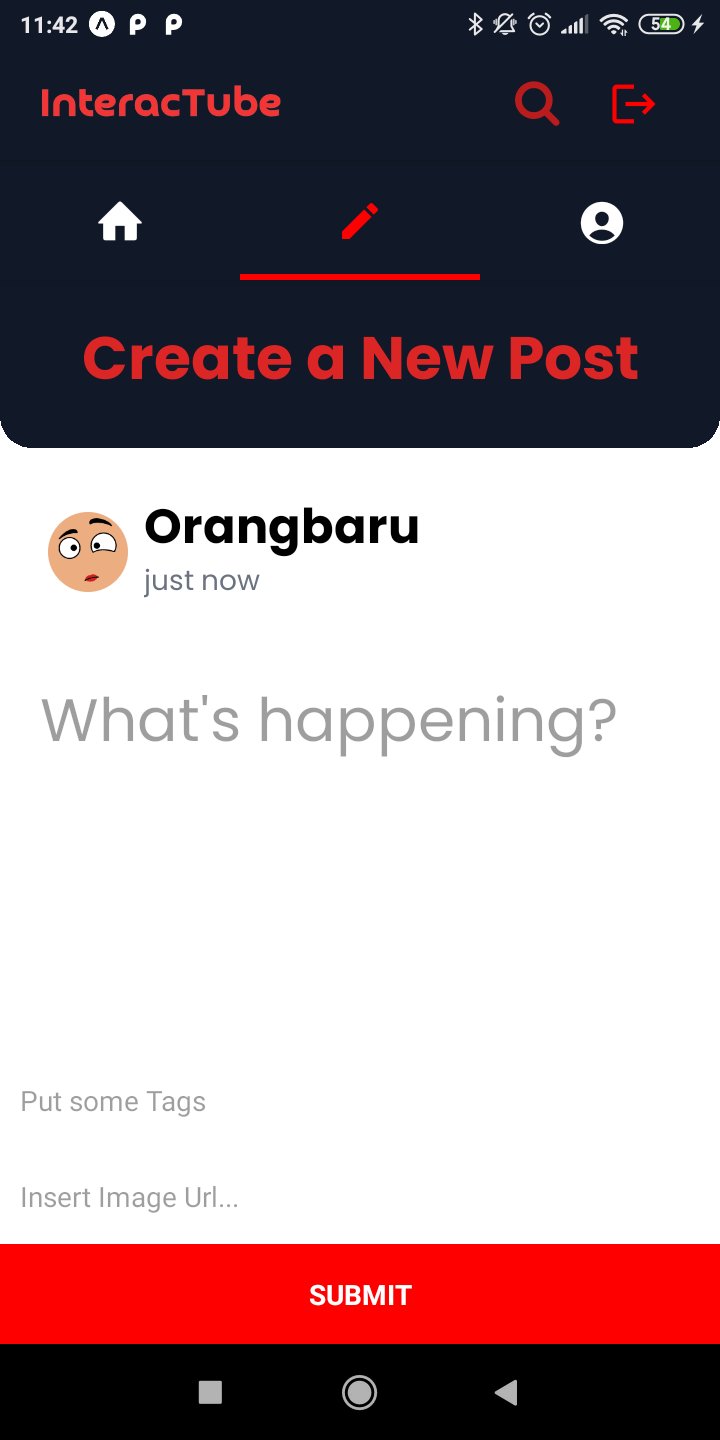 11:42 54
InteracTube
Create a New Post
Orangbaru
just now
What's happening?
Put some Tags
Insert Image Url...
SUBMIT